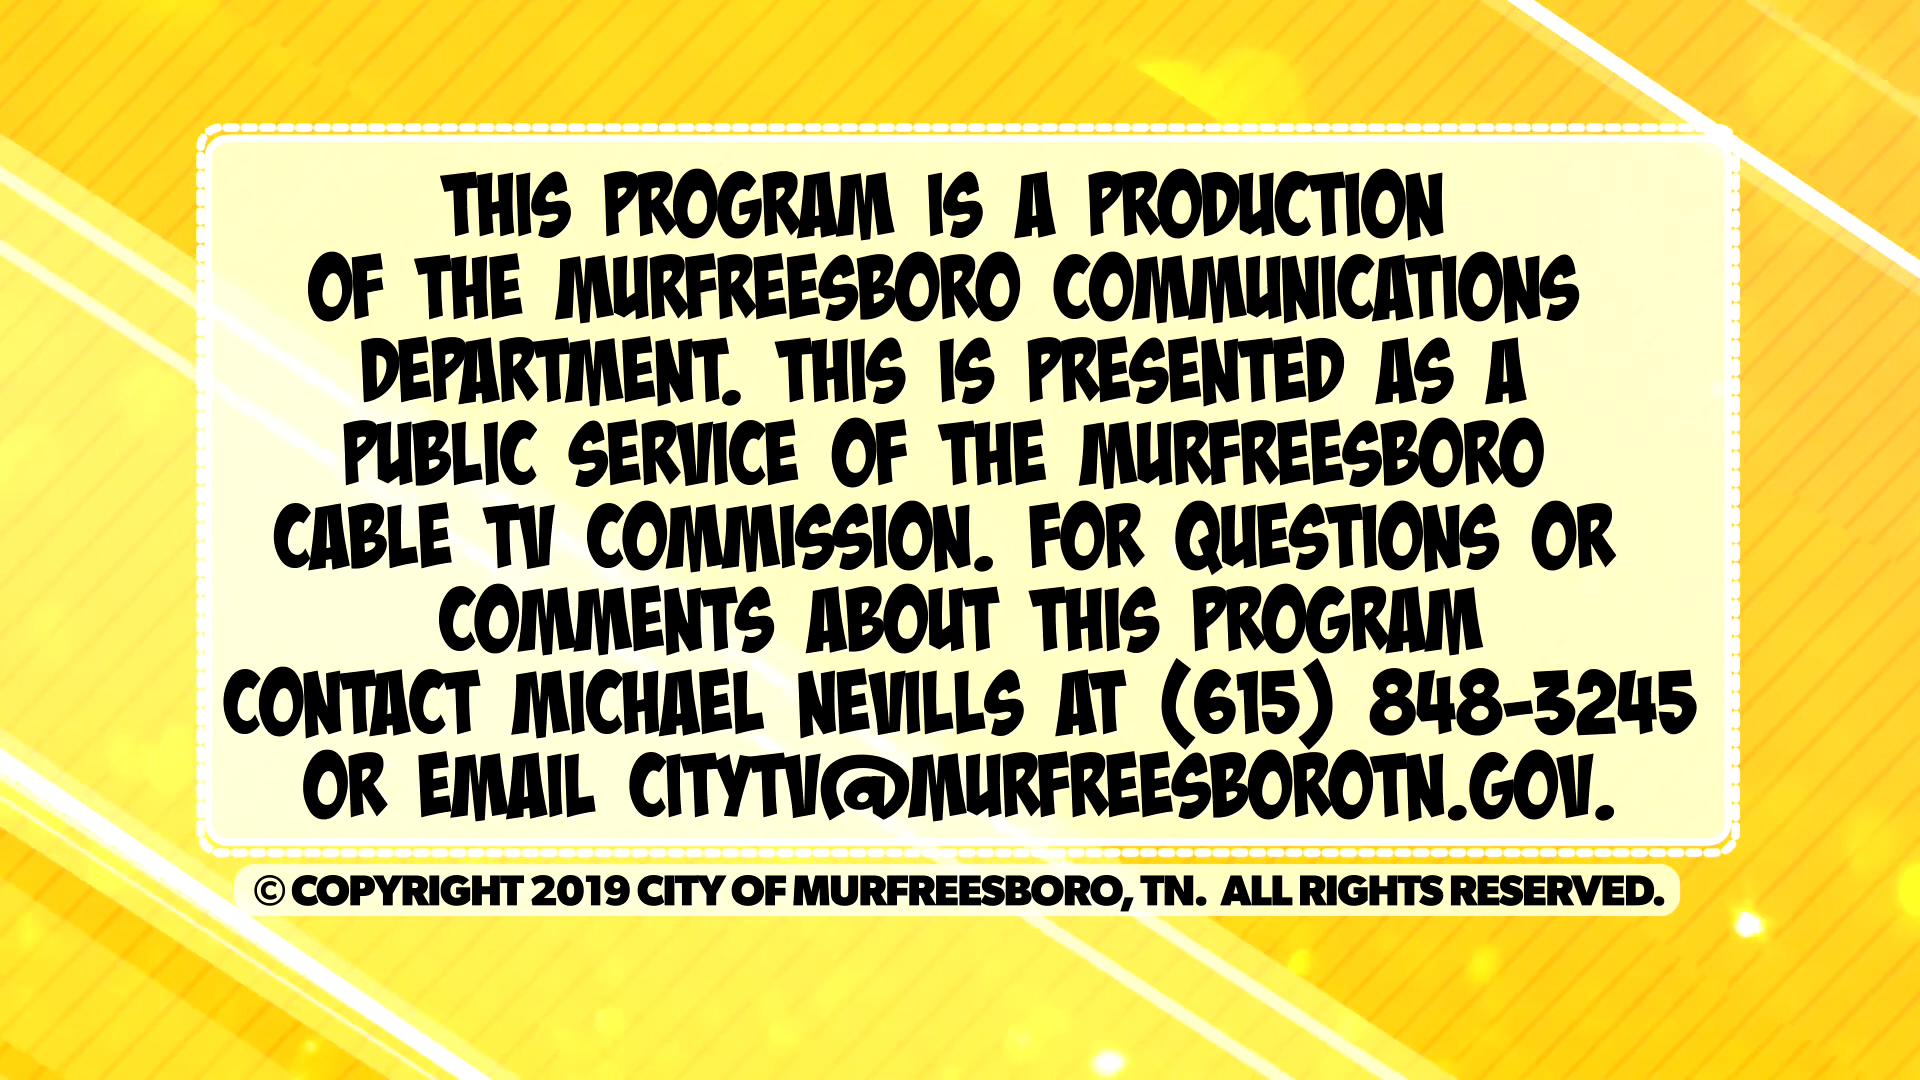 THIS PROGRAM IS A PRODUCTION
OF THE MURFREESBORO COMMUNICATIONS
DEPARTMENT. THIS IS PRESENTED AS A
PUBLIC SERVICE OF THE MURFREESBORO
CABLE TV COMMISSION. FOR QUESTIONS OR
COMMENTS ABOUT THIS PROGRAM
CONTACT MICHAEL NEVILLS AT (615) 848-3245
OR EMAIL CITYTV@MURFREESBOROTN.GOV.
© COPYRIGHT 2019 CITY OF MURFREESBORO, TN. ALL RIGHTS RESERVED.